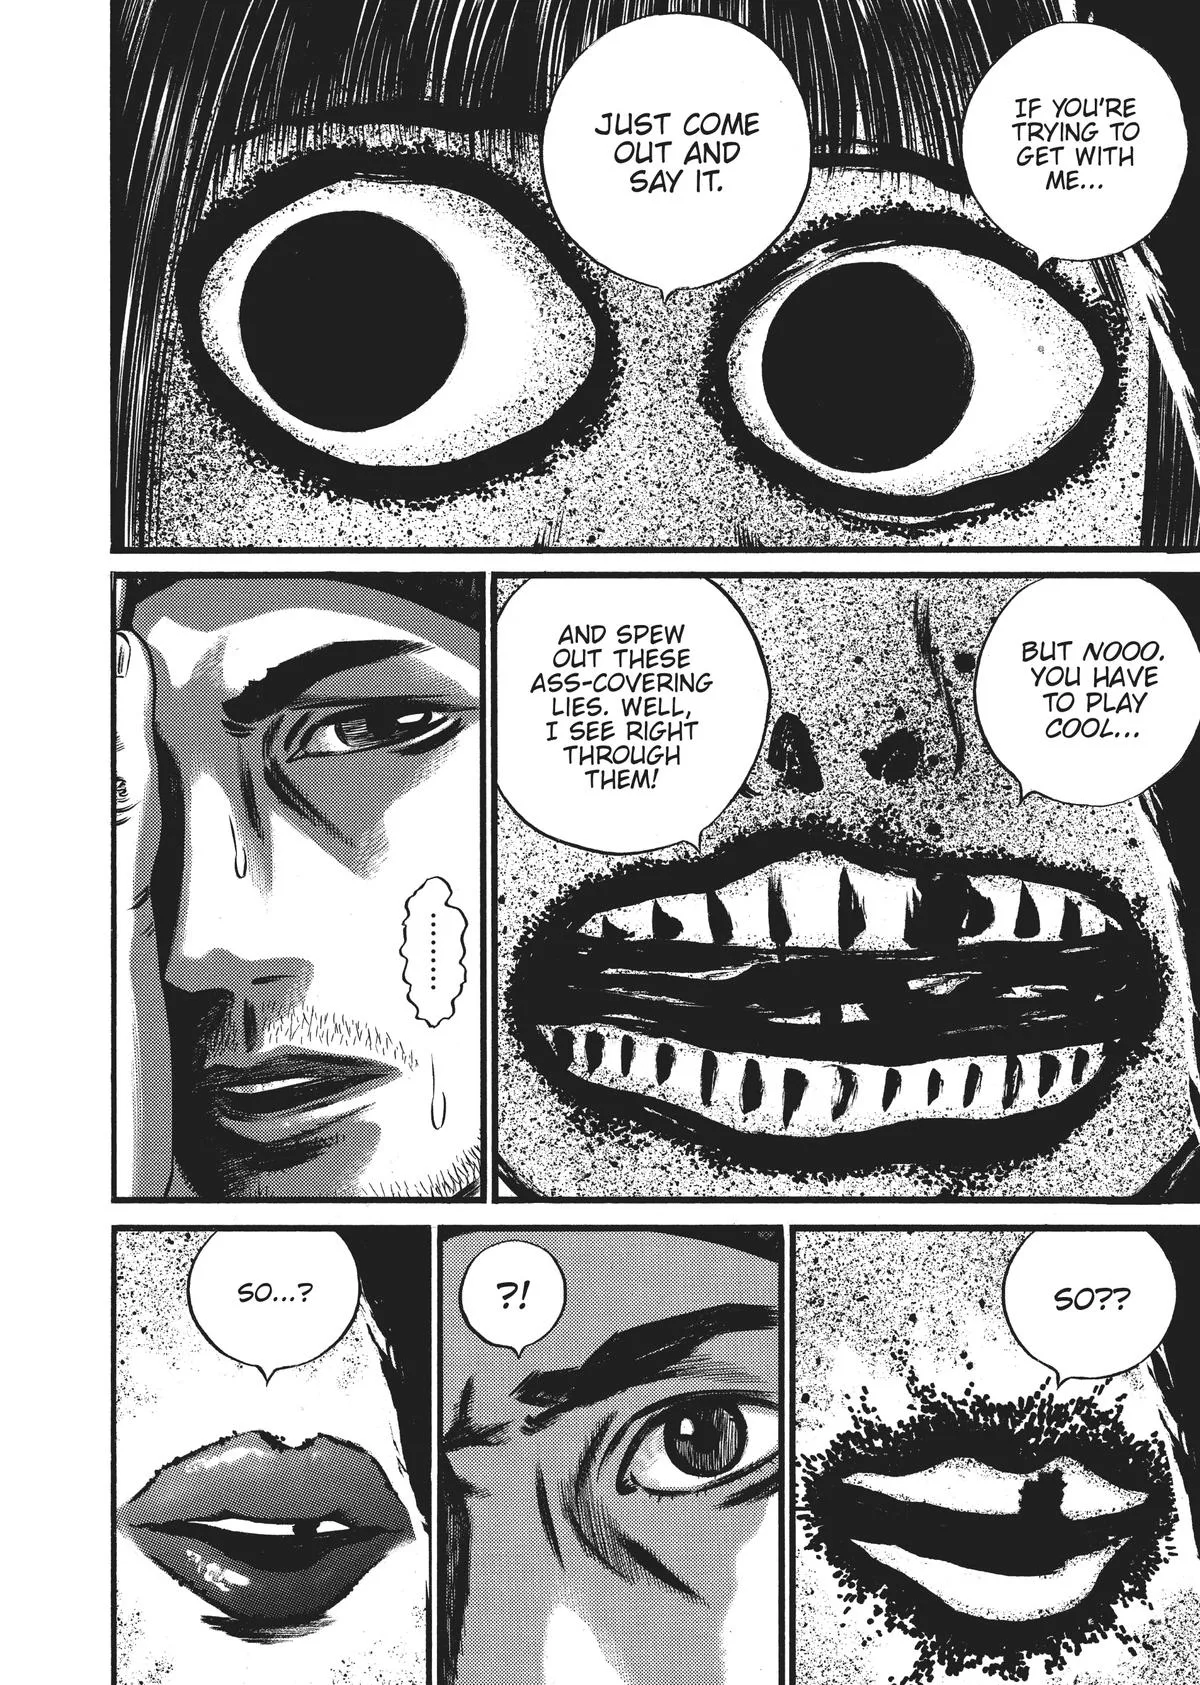 IF YOU'RE
TRYING TO
GET WITH
ME...
JUST COME
OUT AND
SAY IT.
BUT NOOO.
YOU HAVE
TO PLAY
COOL...
AND SPEW
OUT THESE
ASS-COVERING
LIES. WELL,
I SEE RIGHT
THROUGH
THEM!
.........
SO??
?!
SO...?